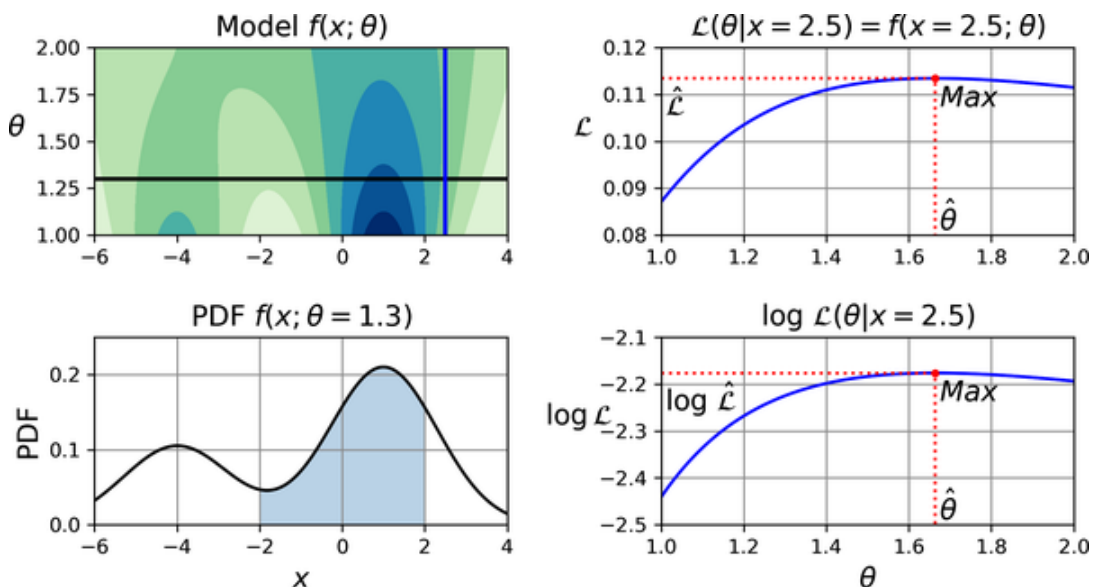 Model f(x; θ)
2.00
1.75
θ 1.50
1.25
1.00
−6 −4 −2 0 2 4
ℒ(θ|x = 2.5) = f(x = 2.5; θ)
0.12
0.11
ℒ 0.10
0.09
0.08
ℒ̂
Max
θ̂
1.0 1.2 1.4 1.6 1.8 2.0
PDF f(x; θ = 1.3)
0.2
PDF 0.1
0.0
−6 −4 −2 0 2 4
x
log ℒ(θ|x = 2.5)
−2.1
−2.2
log ℒ −2.3
−2.4
−2.5
log ℒ̂
Max
θ̂
1.0 1.2 1.4 1.6 1.8 2.0
θ